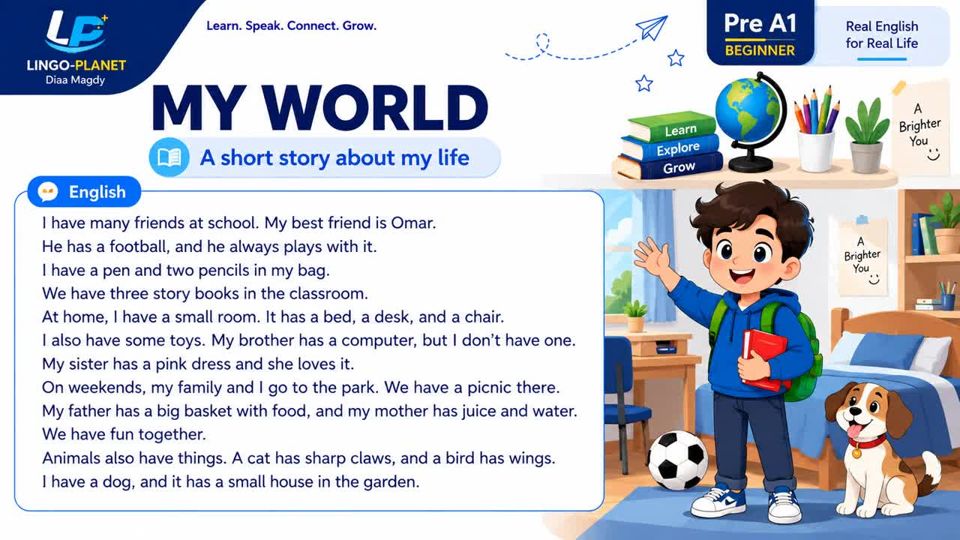 LP
LINGO-PLANET
Diaa Magdy
Learn. Speak. Connect. Grow.
Pre A1
BEGINNER
Real English
for Real Life
MY WORLD
A short story about my life
Learn
Explore
Grow
A
Brighter
You
English
I have many friends at school. My best friend is Omar.
He has a football, and he always plays with it.
I have a pen and two pencils in my bag.
We have three story books in the classroom.
At home, I have a small room. It has a bed, a desk, and a chair.
I also have some toys. My brother has a computer, but I don't have one.
My sister has a pink dress and she loves it.
On weekends, my family and I go to the park. We have a picnic there.
My father has a big basket with food, and my mother has juice and water.
We have fun together.
Animals also have things. A cat has sharp claws, and a bird has wings.
I have a dog, and it has a small house in the garden.
A
Brighter
You